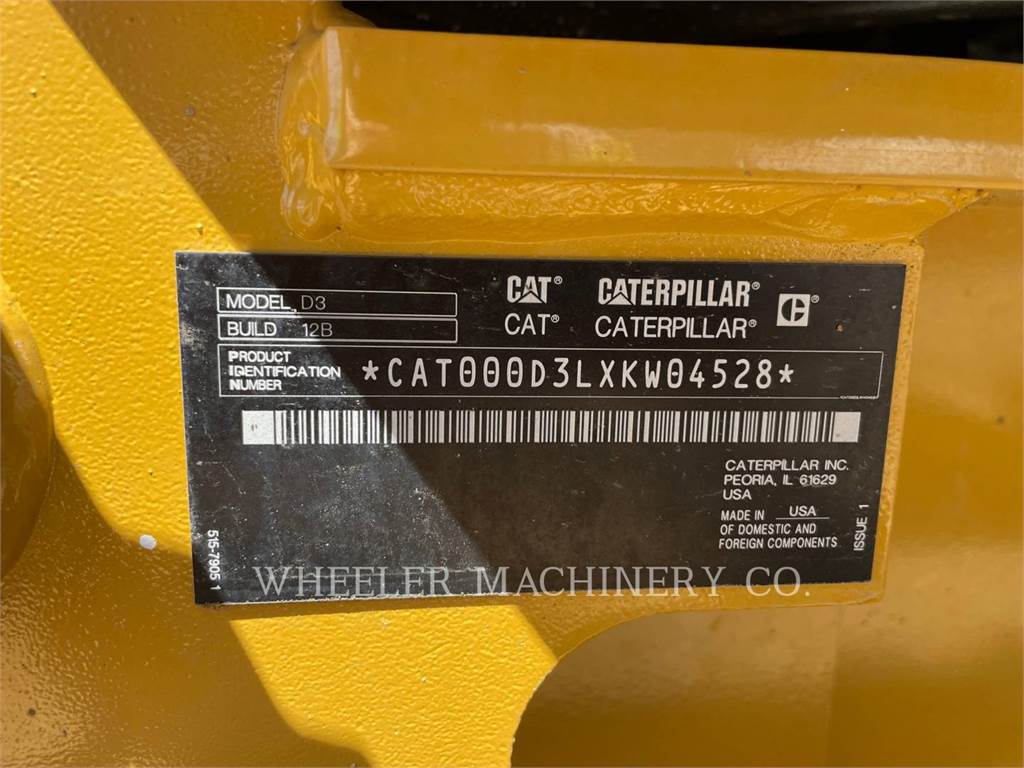 MODEL D3
BUILD 12B
CAT® CATERPILLAR® C®
CAT® CATERPILLAR®
PRODUCT
IDENTIFICATION
NUMBER
*CAT000D3LXKW04528*
CATERPILLAR INC.
PEORIA, IL 61629
USA
MADE IN USA
OF DOMESTIC AND
FOREIGN COMPONENTS
ISSUE 1
515-7905 1
WHEELER MACHINERY CO.